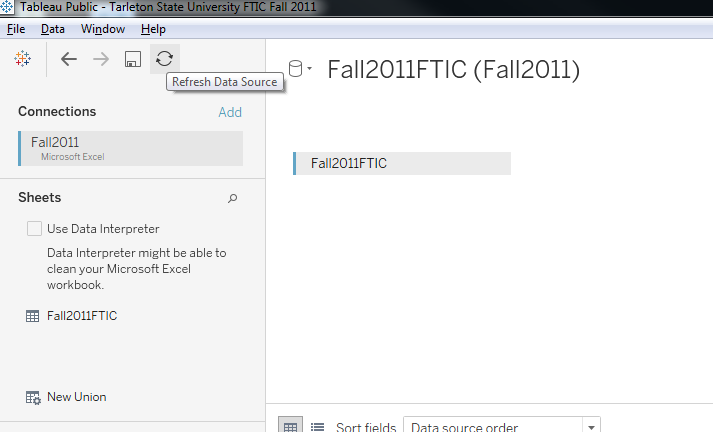 Tableau Public - Tarleton State University FTIC Fall 2011
File Data Window Help
Refresh Data Source
Fall2011FTIC (Fall2011)
Connections Add
Fall2011
Microsoft Excel
Fall2011FTIC
Sheets
Use Data Interpreter
Data Interpreter might be able to
clean your Microsoft Excel
workbook.
Fall2011FTIC
New Union
Sort fields Data source order